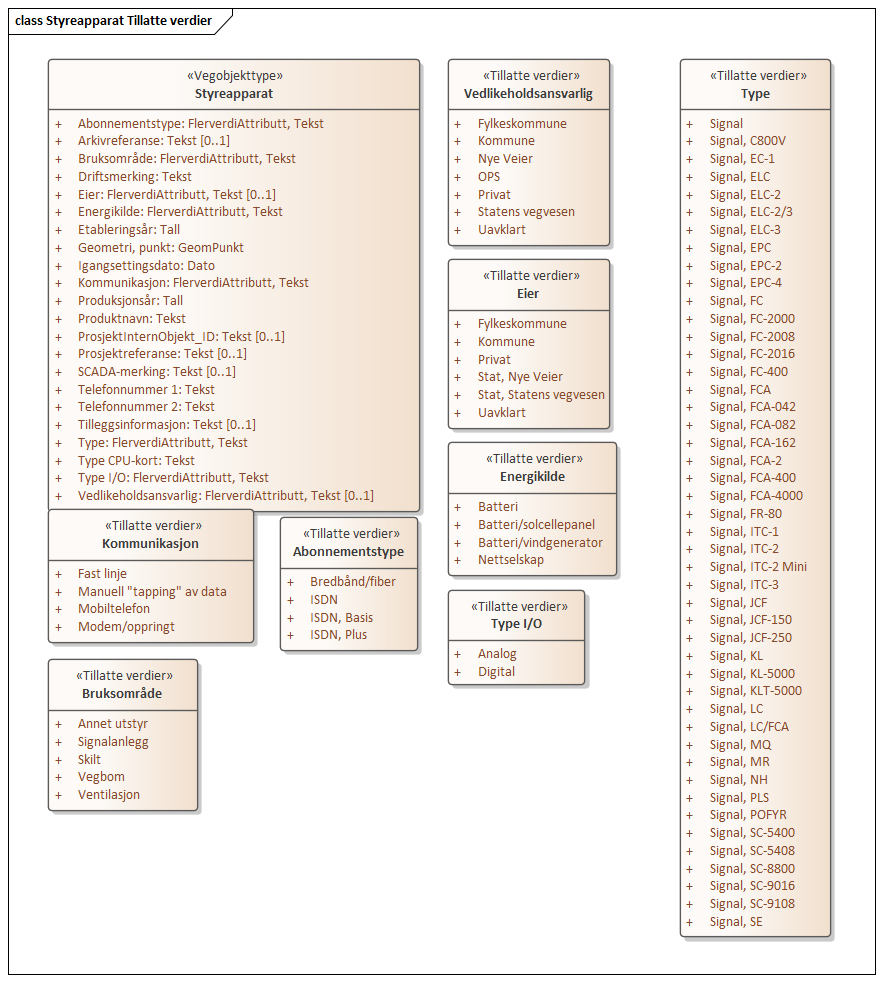 class Styreapparat Tillatte verdier
«Vegobjekttype»
Styreapparat
+ Abonnementstype: FlerverdiAttributt, Tekst
+ Arkivreferanse: Tekst [0..1]
+ Bruksområde: FlerverdiAttributt, Tekst
+ Driftsmerking: Tekst
+ Eier: FlerverdiAttributt, Tekst [0..1]
+ Energikilde: FlerverdiAttributt, Tekst
+ Etableringsår: Tall
+ Geometri, punkt: GeomPunkt
+ Igangsettingsdato: Dato
+ Kommunikasjon: FlerverdiAttributt, Tekst
+ Produksjonsår: Tall
+ Produktnavn: Tekst
+ ProsjektInternObjekt_ID: Tekst [0..1]
+ Prosjektreferanse: Tekst [0..1]
+ SCADA-merking: Tekst [0..1]
+ Telefonnummer 1: Tekst
+ Telefonnummer 2: Tekst
+ Tilleggsinformasjon: Tekst [0..1]
+ Type: FlerverdiAttributt, Tekst
+ Type CPU-kort: Tekst
+ Type I/O: FlerverdiAttributt, Tekst
+ Vedlikeholdsansvarlig: FlerverdiAttributt, Tekst [0..1]
«Tillatte verdier»
Kommunikasjon
+ Fast linje
+ Manuell "tapping" av data
+ Mobiltelefon
+ Modem/oppringt
«Tillatte verdier»
Abonnementstype
+ Bredbånd/fiber
+ ISDN
+ ISDN, Basis
+ ISDN, Plus
«Tillatte verdier»
Bruksområde
+ Annet utstyr
+ Signalanlegg
+ Skilt
+ Vegbom
+ Ventilasjon
«Tillatte verdier»
Vedlikeholdsansvarlig
+ Fylkeskommune
+ Kommune
+ Nye Veier
+ OPS
+ Privat
+ Statens vegvesen
+ Uavklart
«Tillatte verdier»
Eier
+ Fylkeskommune
+ Kommune
+ Privat
+ Stat, Nye Veier
+ Stat, Statens vegvesen
+ Uavklart
«Tillatte verdier»
Energikilde
+ Batteri
+ Batteri/solcellepanel
+ Batteri/vindgenerator
+ Nettselskap
«Tillatte verdier»
Type I/O
+ Analog
+ Digital
«Tillatte verdier»
Type
+ Signal
+ Signal, C800V
+ Signal, EC-1
+ Signal, ELC
+ Signal, ELC-2
+ Signal, ELC-2/3
+ Signal, ELC-3
+ Signal, EPC
+ Signal, EPC-2
+ Signal, EPC-4
+ Signal, FC
+ Signal, FC-2000
+ Signal, FC-2008
+ Signal, FC-2016
+ Signal, FC-400
+ Signal, FCA
+ Signal, FCA-042
+ Signal, FCA-082
+ Signal, FCA-162
+ Signal, FCA-2
+ Signal, FCA-400
+ Signal, FCA-4000
+ Signal, FR-80
+ Signal, ITC-1
+ Signal, ITC-2
+ Signal, ITC-2 Mini
+ Signal, ITC-3
+ Signal, JCF
+ Signal, JCF-150
+ Signal, JCF-250
+ Signal, KL
+ Signal, KL-5000
+ Signal, KLT-5000
+ Signal, LC
+ Signal, LC/FCA
+ Signal, MQ
+ Signal, MR
+ Signal, NH
+ Signal, PLS
+ Signal, POFYR
+ Signal, SC-5400
+ Signal, SC-5408
+ Signal, SC-8800
+ Signal, SC-9016
+ Signal, SC-9108
+ Signal, SE